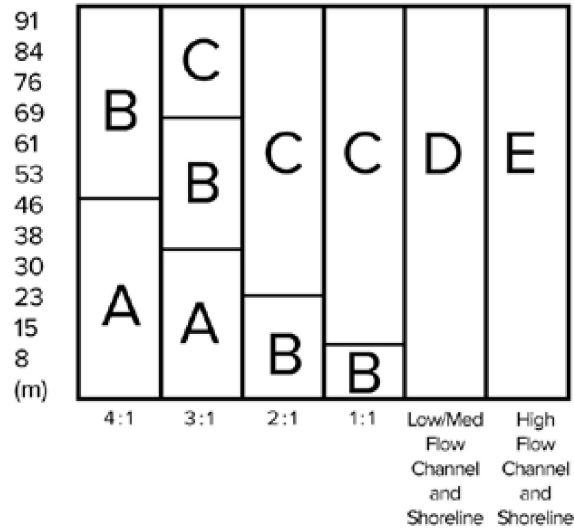 91
84
76
69
61
53
46
38
30
23
15
8
(m)
B
A
C
B
A
C
B
C
B
D
E
4:1
3:1
2:1
1:1
Low/Med
Flow
Channel
and
Shoreline
High
Flow
Channel
and
Shoreline